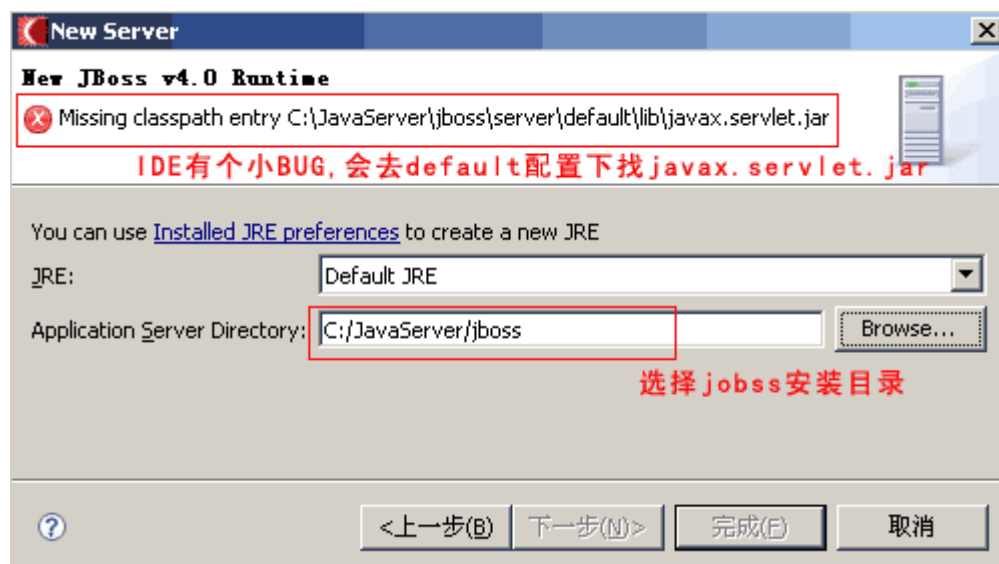 New Server
New JBoss v4.0 Runtime
Missing classpath entry C:\JavaServer\jboss\server\default\lib\javax.servlet.jar
IDE有个小BUG,会去default配置下找javax.servlet.jar
You can use Installed JRE preferences to create a new JRE
JRE: Default JRE
Application Server Directory: C:/JavaServer/jboss Browse...
选择jobss安装目录
<上一步(B) 下一步(N)> 完成(F) 取消